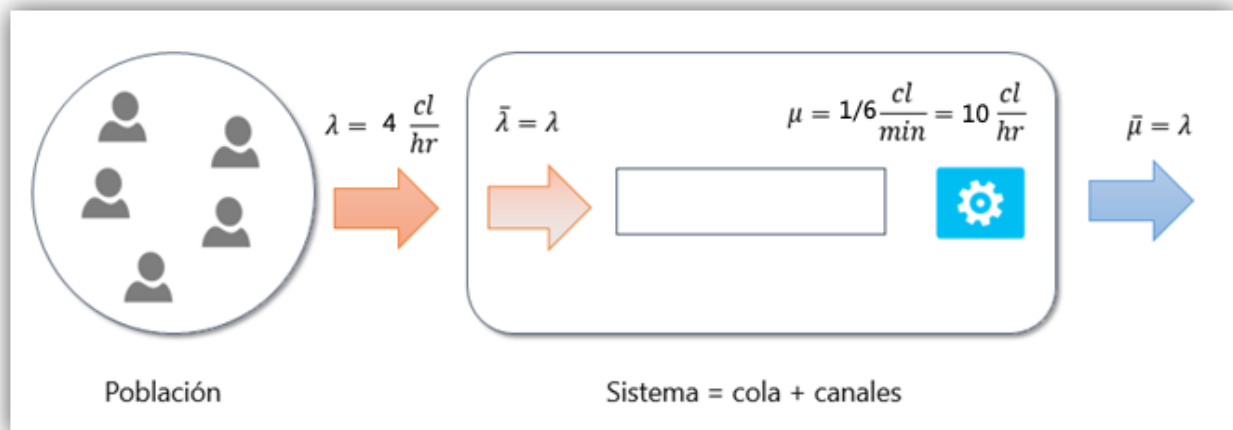 λ = 4 cl/hr
λ̄ = λ
μ = 1/6 cl/min = 10 cl/hr
μ̄ = λ
Población
Sistema = cola + canales